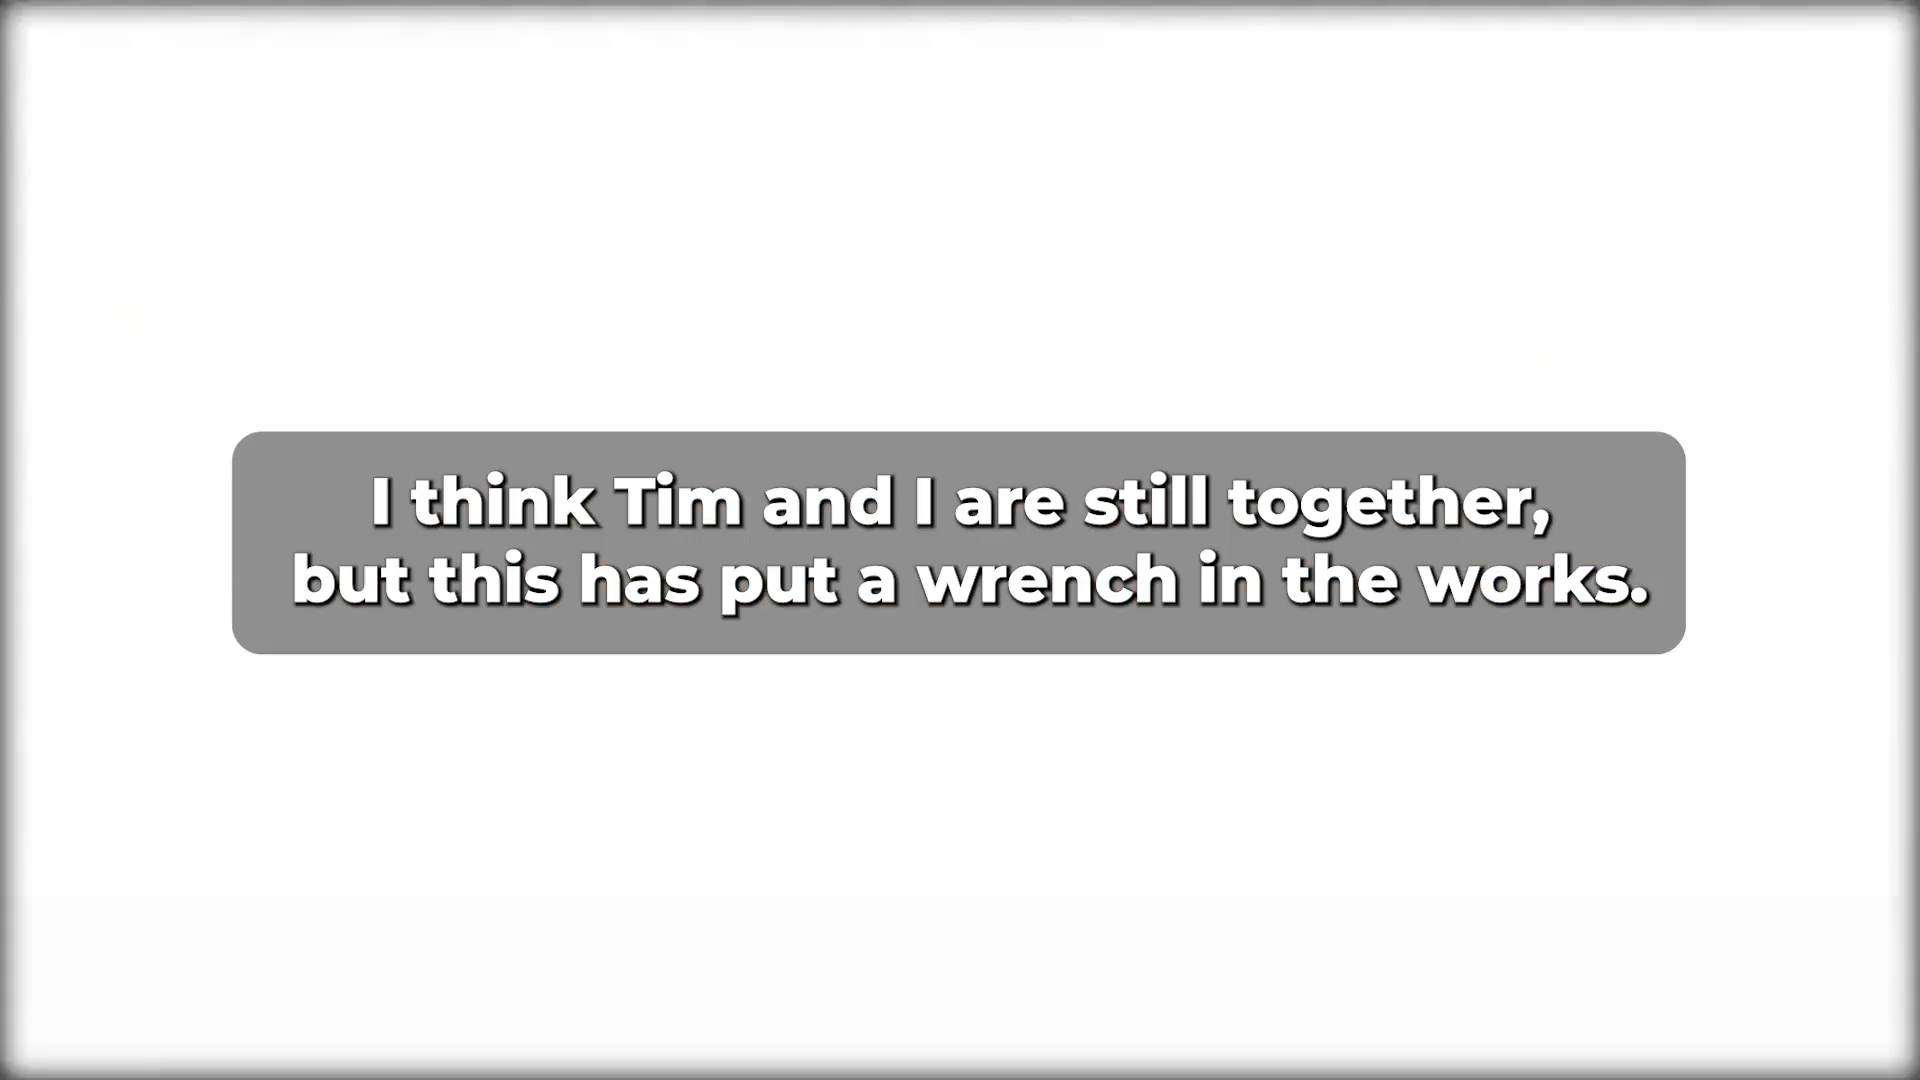 I think Tim and I are still together,
but this has put a wrench in the works.